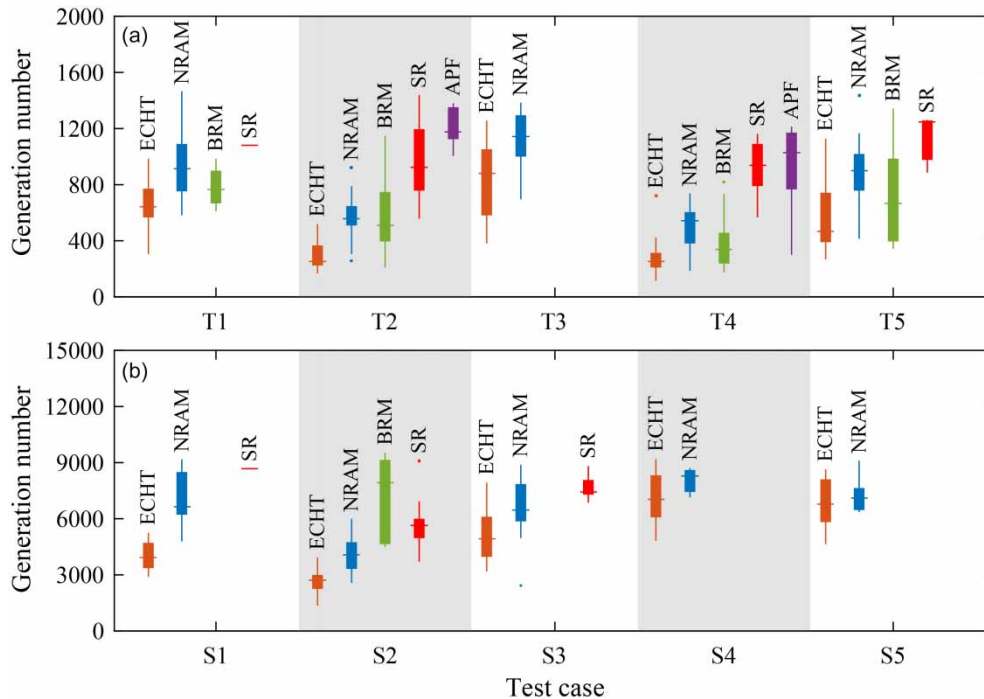 (a)
Generation number
2000
1600
1200
800
400
0
ECHT
NRAM
BRM
SR
ECHT
NRAM
BRM
SR
APF
ECHT
NRAM
ECHT
NRAM
BRM
SR
APF
ECHT
NRAM
BRM
SR
T1 T2 T3 T4 T5
(b)
Generation number
15000
12000
9000
6000
3000
0
ECHT
NRAM
SR
ECHT
NRAM
BRM
SR
ECHT
NRAM
SR
ECHT
NRAM
ECHT
NRAM
S1 S2 S3 S4 S5
Test case